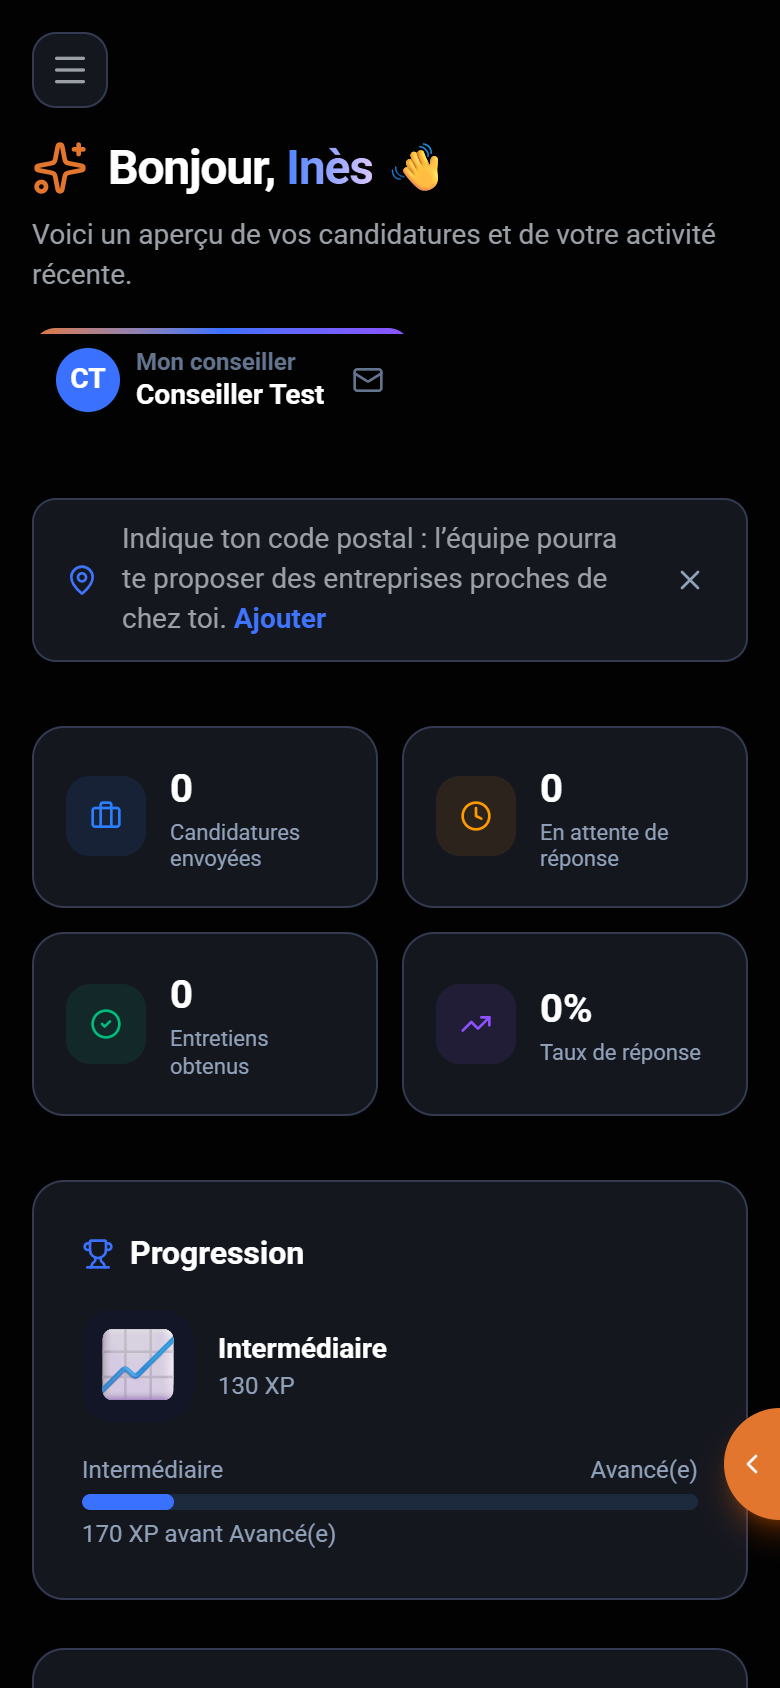 Bonjour, Inès 👋
Voici un aperçu de vos candidatures et de votre activité
récente.
CT
Mon conseiller
Conseiller Test
Indique ton code postal : l’équipe pourra
te proposer des entreprises proches de
chez toi. Ajouter
0
Candidatures
envoyées
0
En attente de
réponse
0
Entretiens
obtenus
0%
Taux de réponse
Progression
Intermédiaire
130 XP
Intermédiaire
Avancé(e)
170 XP avant Avancé(e)